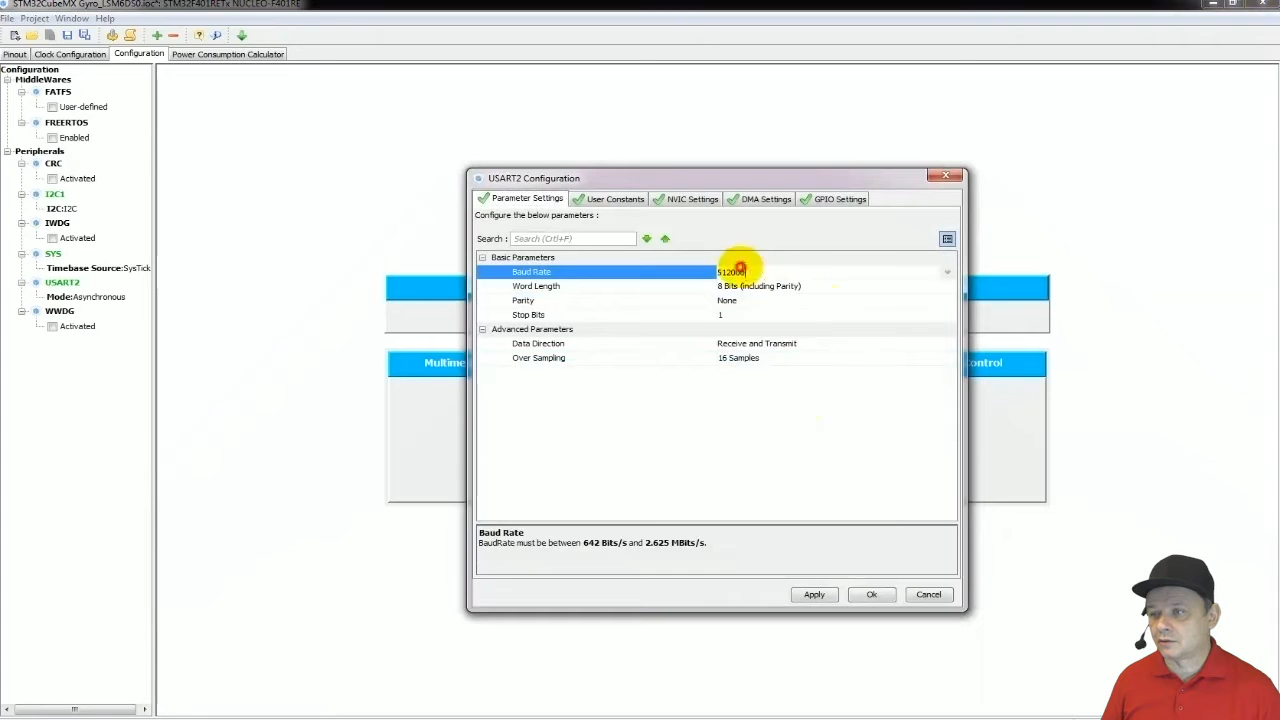 STM32CubeMX Gyro_LSM6DS0.ioc*: STM32F401RETx NUCLEO-F401RE
File Project Window Help
Pinout Clock Configuration Configuration Power Consumption Calculator
Configuration
MiddleWares
FATFS
User-defined
FREERTOS
Enabled
Peripherals
CRC
Activated
I2C1
I2C:I2C
IWDG
Activated
SYS
Timebase Source:SysTick
USART2
Mode:Asynchronous
WWDG
Activated
Multime
Control
USART2 Configuration
Parameter Settings User Constants NVIC Settings DMA Settings GPIO Settings
Configure the below parameters :
Search : Search (Crtl+F)
Basic Parameters
Baud Rate 512000
Word Length 8 Bits (including Parity)
Parity None
Stop Bits 1
Advanced Parameters
Data Direction Receive and Transmit
Over Sampling 16 Samples
Baud Rate
BaudRate must be between 642 Bits/s and 2.625 MBits/s.
Apply Ok Cancel